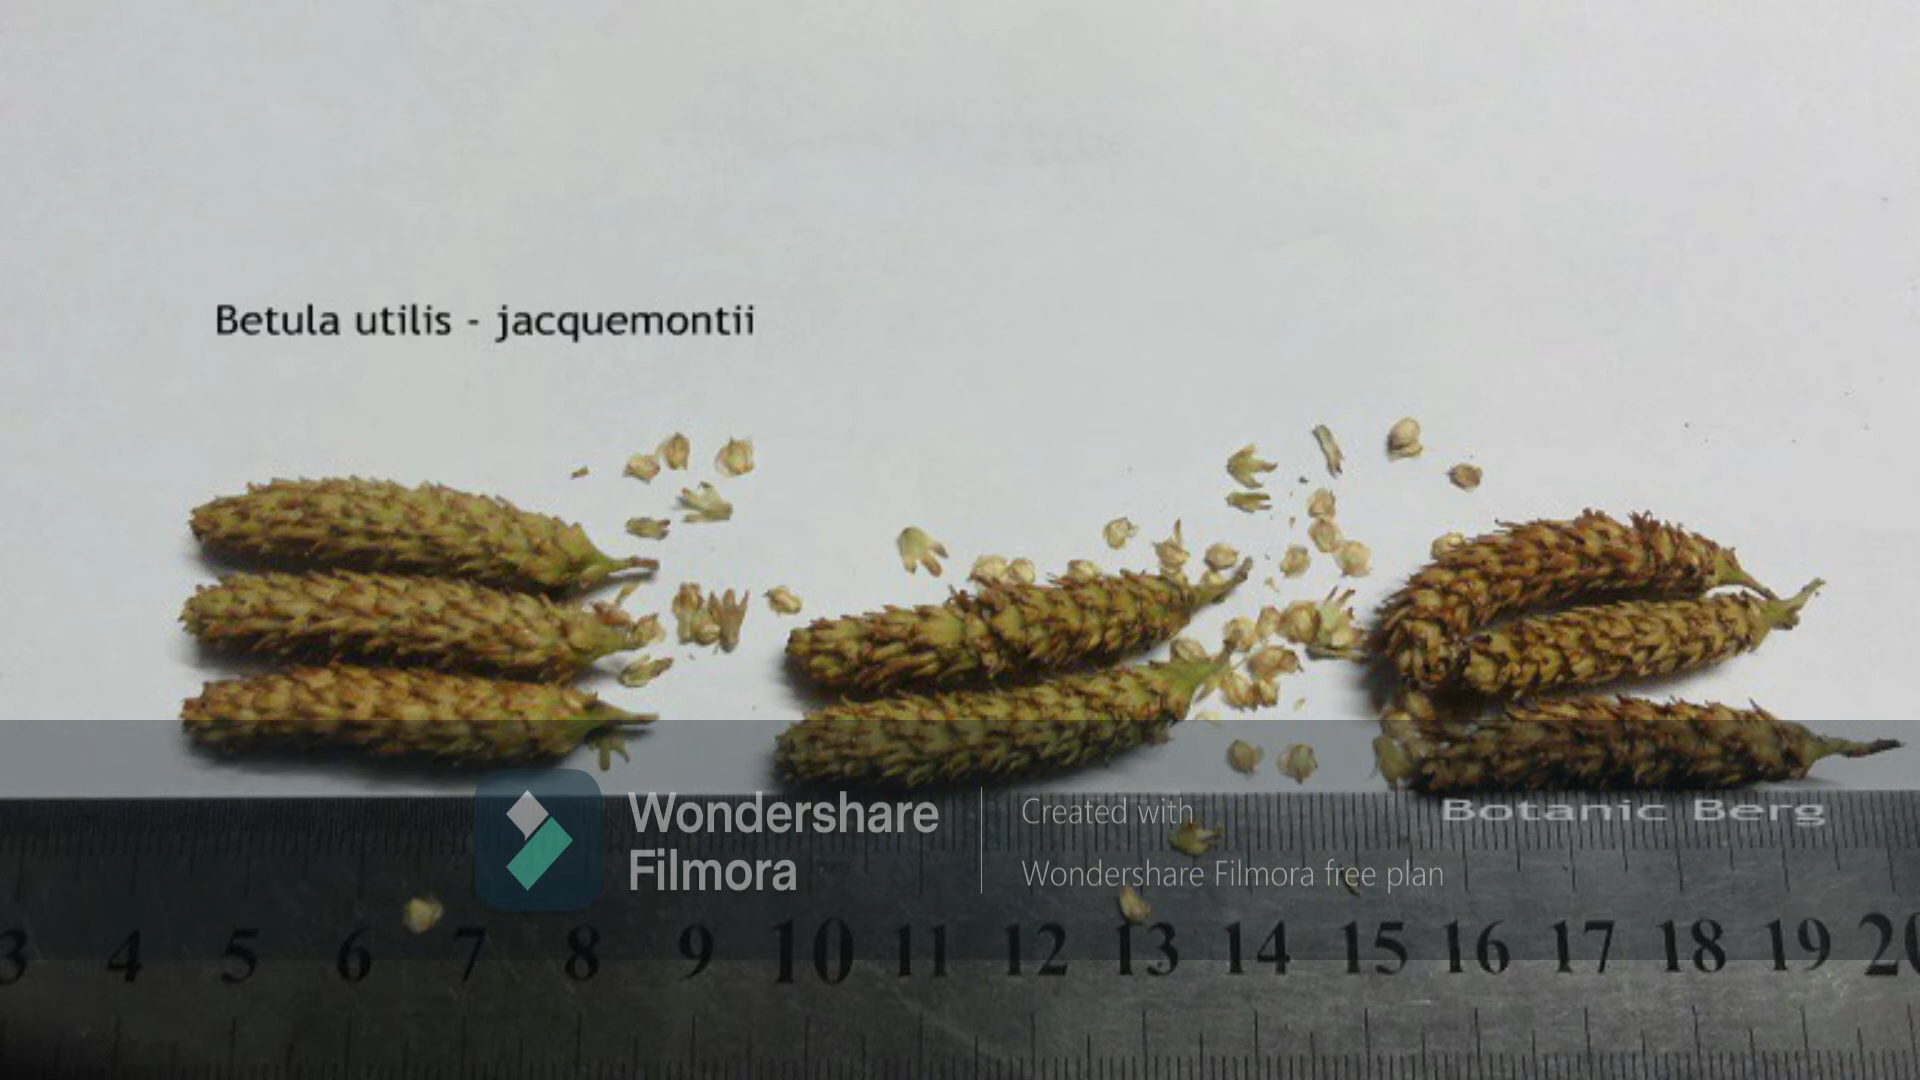 Betula utilis - jacquemontii
Botanic Berg
Wondershare
Filmora
Created with
Wondershare Filmora free plan
3 4 5 6 7 8 9 10 11 12 13 14 15 16 17 18 19 20